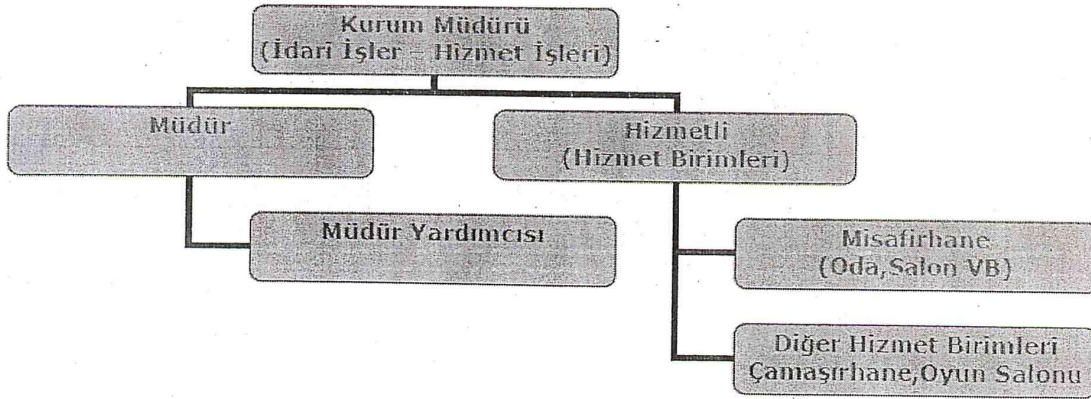 Kurum Müdürü
(İdari İşler – Hizmet İşleri)
Müdür
Hizmetli
(Hizmet Birimleri)
Müdür Yardımcısı
Misafirhane
(Oda,Salon VB)
Diğer Hizmet Birimleri
Çamaşırhane,Oyun Salonu